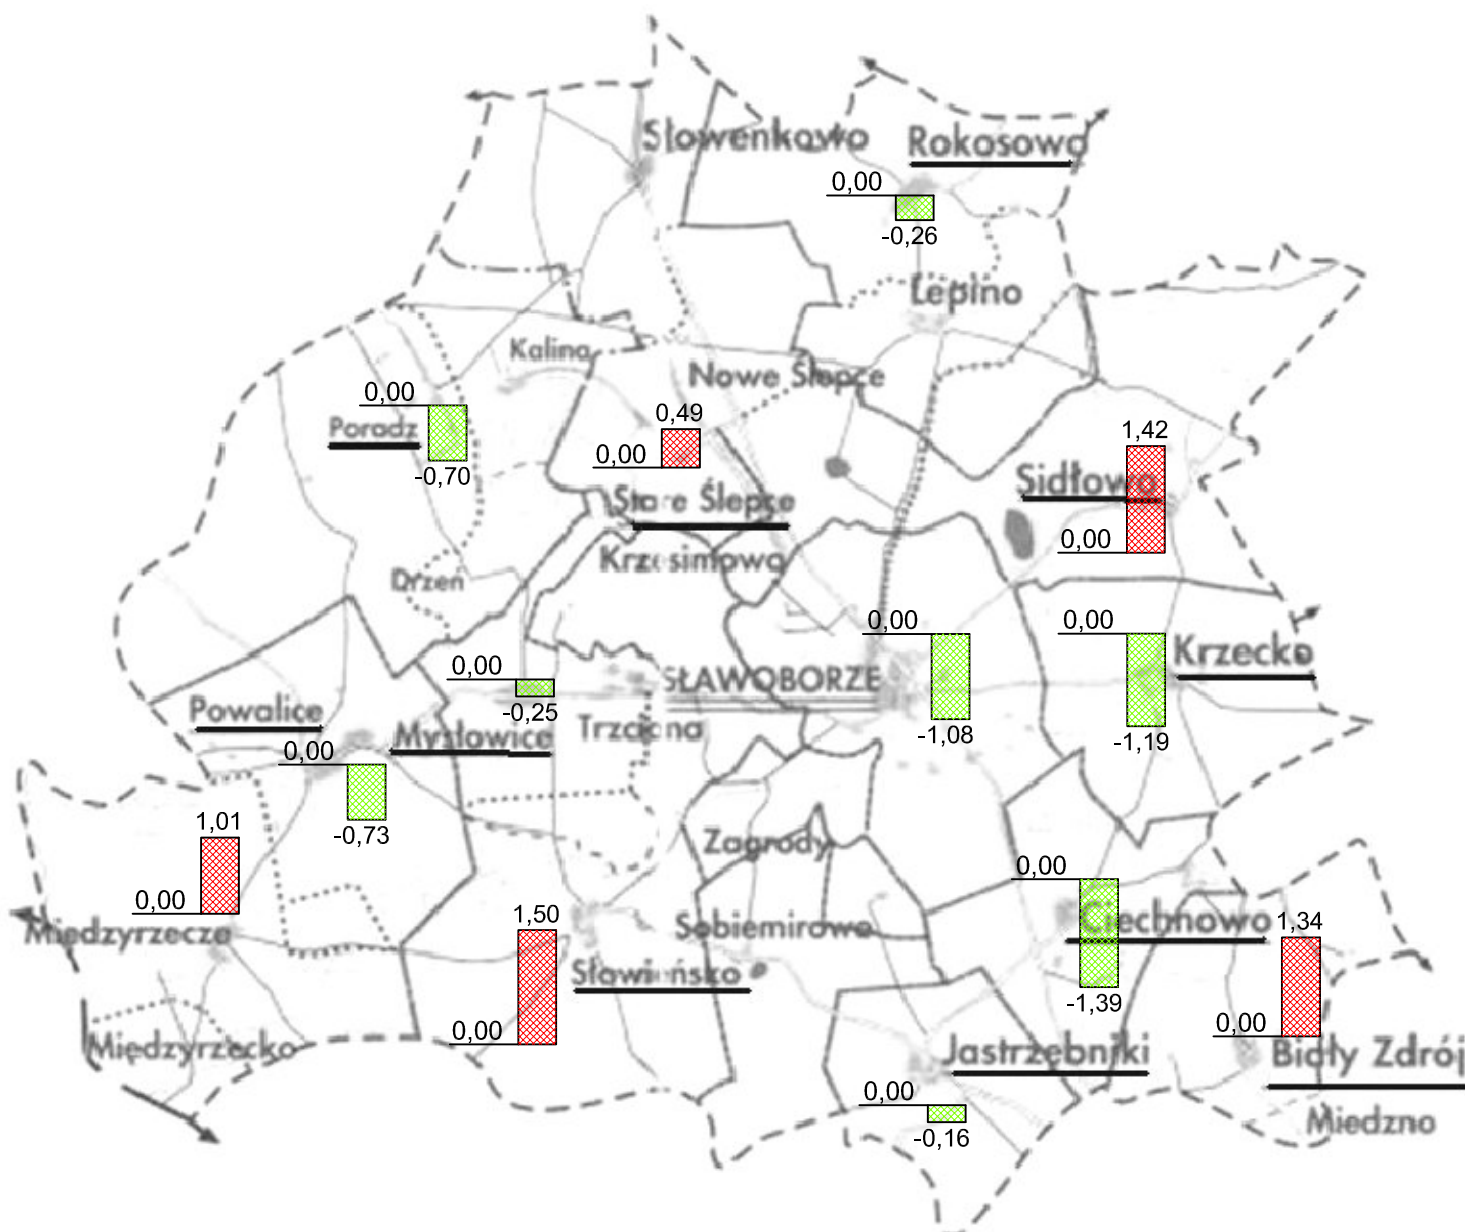 Słowenkowo
Rokosowo
0,00
-0,26
Lepino
Kalina
Nowe Ślepce
0,00
Poradz
-0,70
0,49
0,00
1,42
Sidłowo
0,00
Stare Ślepce
Krzesimowo
Drzeń
0,00
-0,25
SŁAWOBORZE
0,00
-1,08
0,00
Krzecko
-1,19
Powalice
Mysłowice
Trzciana
0,00
-0,73
1,01
0,00
Międzyrzecze
Zagrody
0,00
Ciechnowo
-1,39
1,50
0,00
Sobiemirowo
Słowieńsko
1,34
0,00
Międzyrzecko
Jastrzębniki
Biały Zdrój
0,00
-0,16
Miedzno